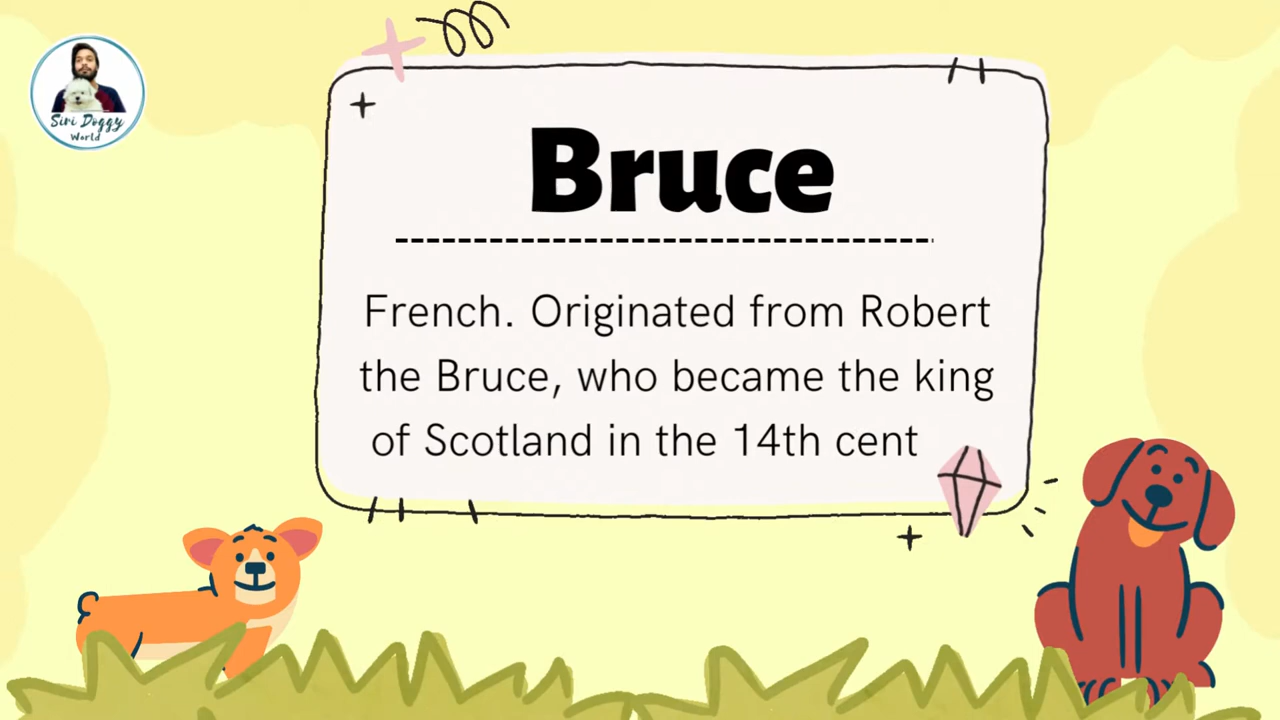 Siri Doggy
World
Bruce
French. Originated from Robert
the Bruce, who became the king
of Scotland in the 14th cent